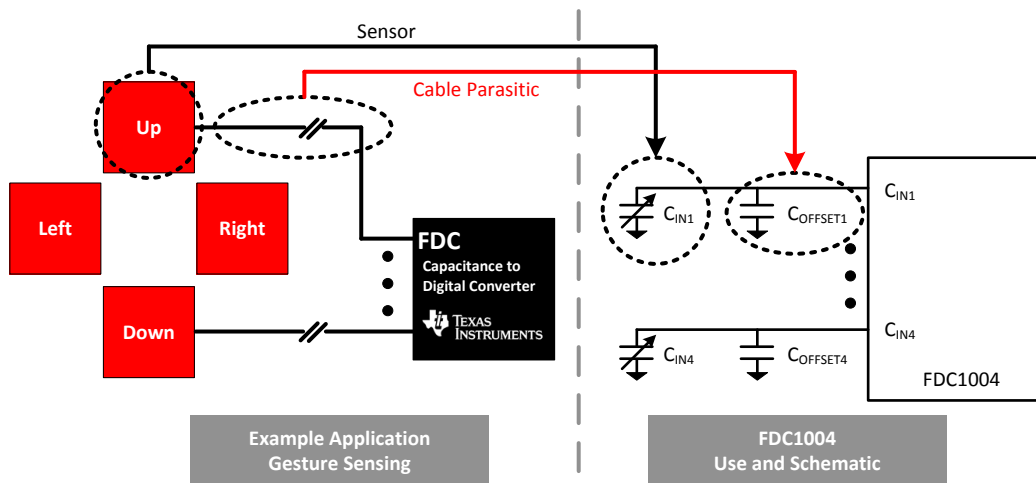 Sensor
Cable Parasitic
Up
Left
Right
Down
FDC
Capacitance to
Digital Converter
TEXAS
INSTRUMENTS
CIN1
COFFSET1
CIN1
CIN4
COFFSET4
CIN4
FDC1004
Example Application
Gesture Sensing
FDC1004
Use and Schematic